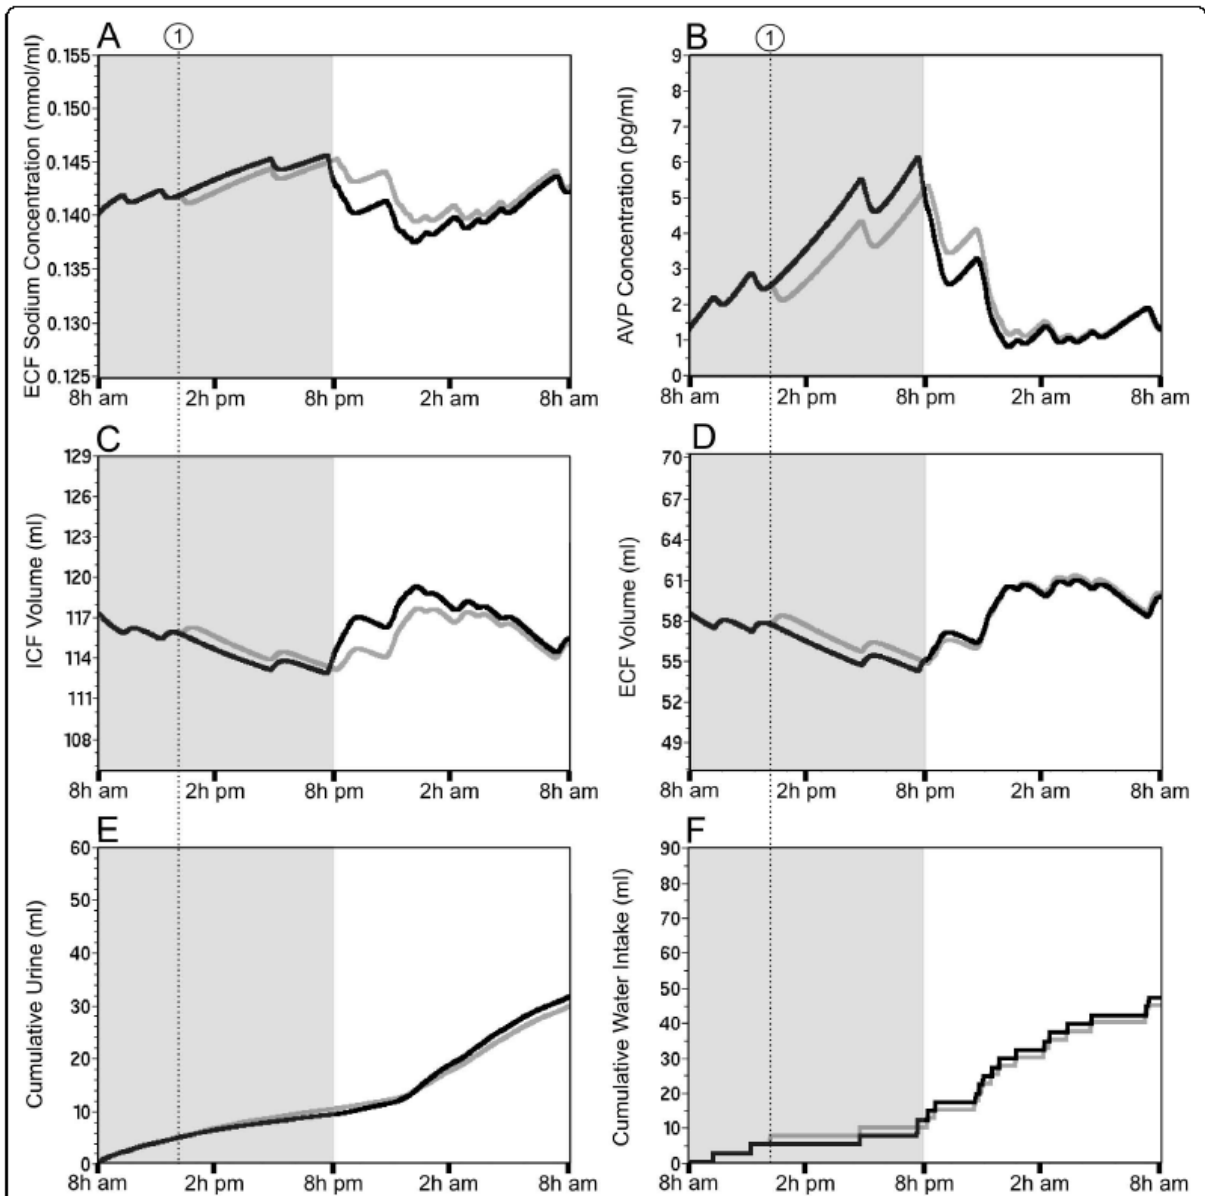 A
B
1
1
ECF Sodium Concentration (mmol/ml)
0.155
0.150
0.145
0.140
0.135
0.130
0.125
8h am
2h pm
8h pm
2h am
8h am
AVP Concentration (pg/ml)
9
8
7
6
5
4
3
2
1
0
8h am
2h pm
8h pm
2h am
8h am
C
ICF Volume (ml)
129
126
123
120
117
114
111
108
8h am
2h pm
8h pm
2h am
8h am
D
ECF Volume (ml)
70
67
64
61
58
55
52
49
8h am
2h pm
8h pm
2h am
8h am
E
Cumulative Urine (ml)
60
50
40
30
20
10
0
8h am
2h pm
8h pm
2h am
8h am
F
Cumulative Water Intake (ml)
90
80
70
60
50
40
30
20
10
0
8h am
2h pm
8h pm
2h am
8h am